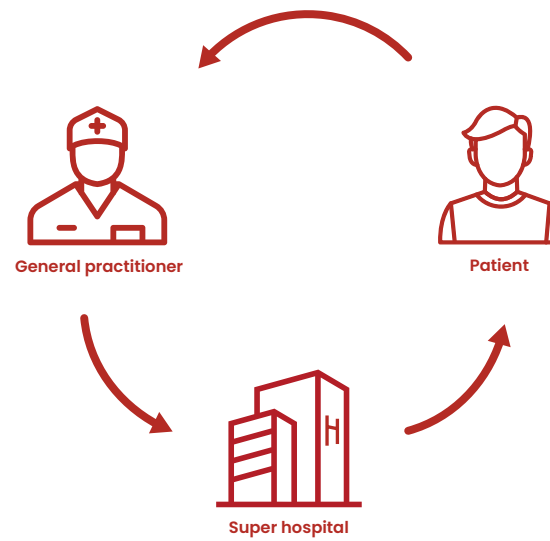 General practitioner
Patient
H
Super hospital